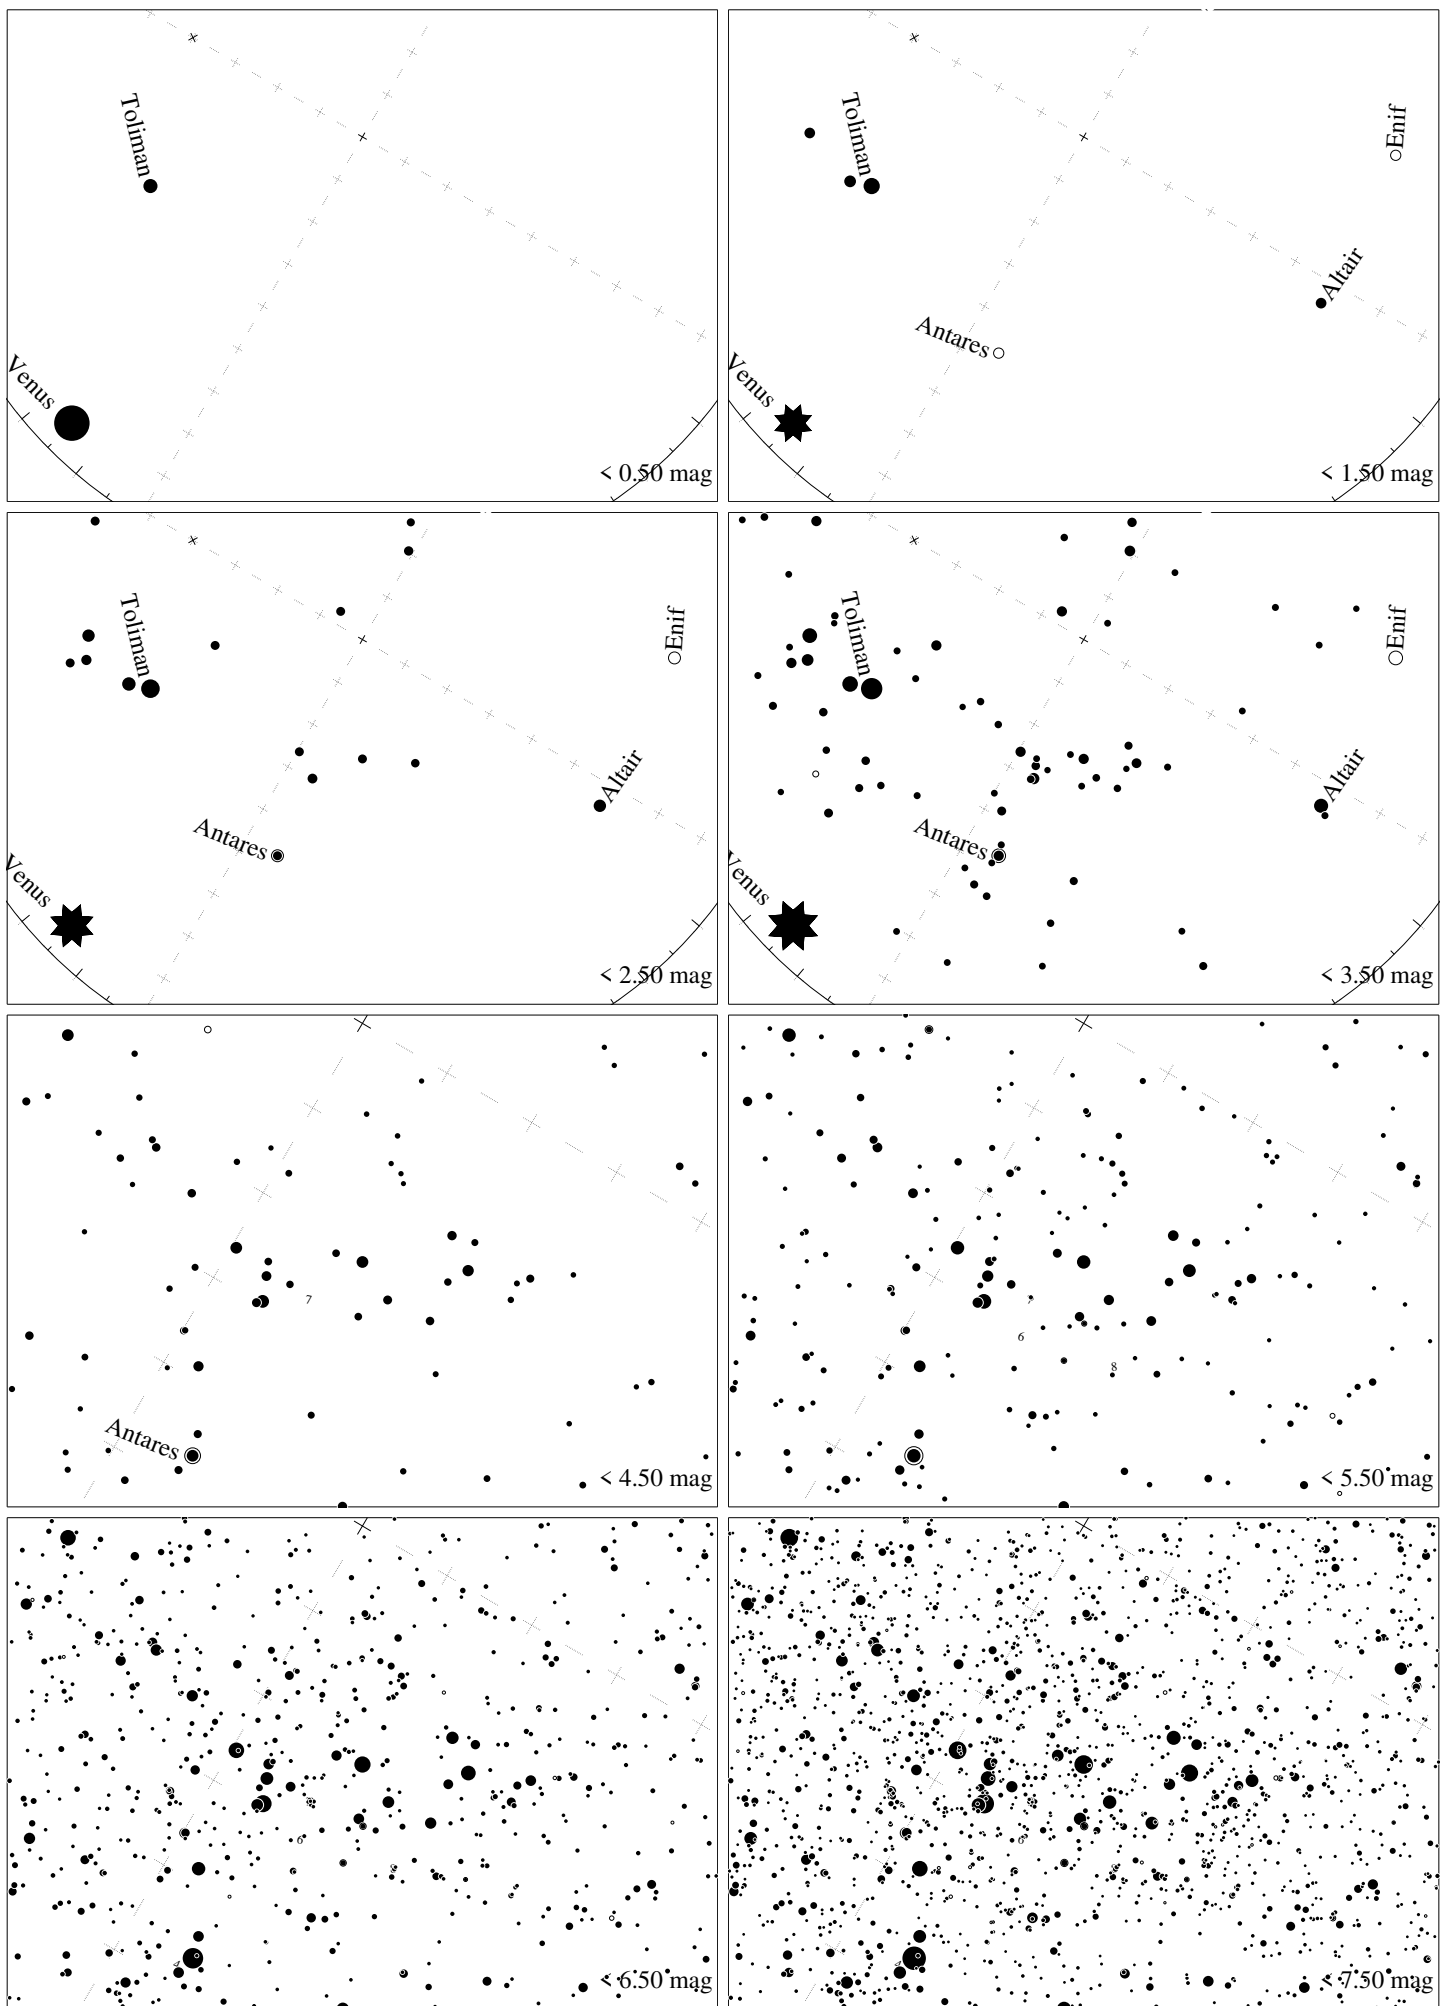 Toliman
Venus
< 0.50 mag
Toliman
Enif
Altair
Antares
Venus
< 1.50 mag
Toliman
Enif
Altair
Antares
Venus
< 2.50 mag
Toliman
Enif
Altair
Antares
Venus
< 3.50 mag
7
Antares
< 4.50 mag
7
6
8
< 5.50 mag
6
< 6.50 mag
6
< 7.50 mag